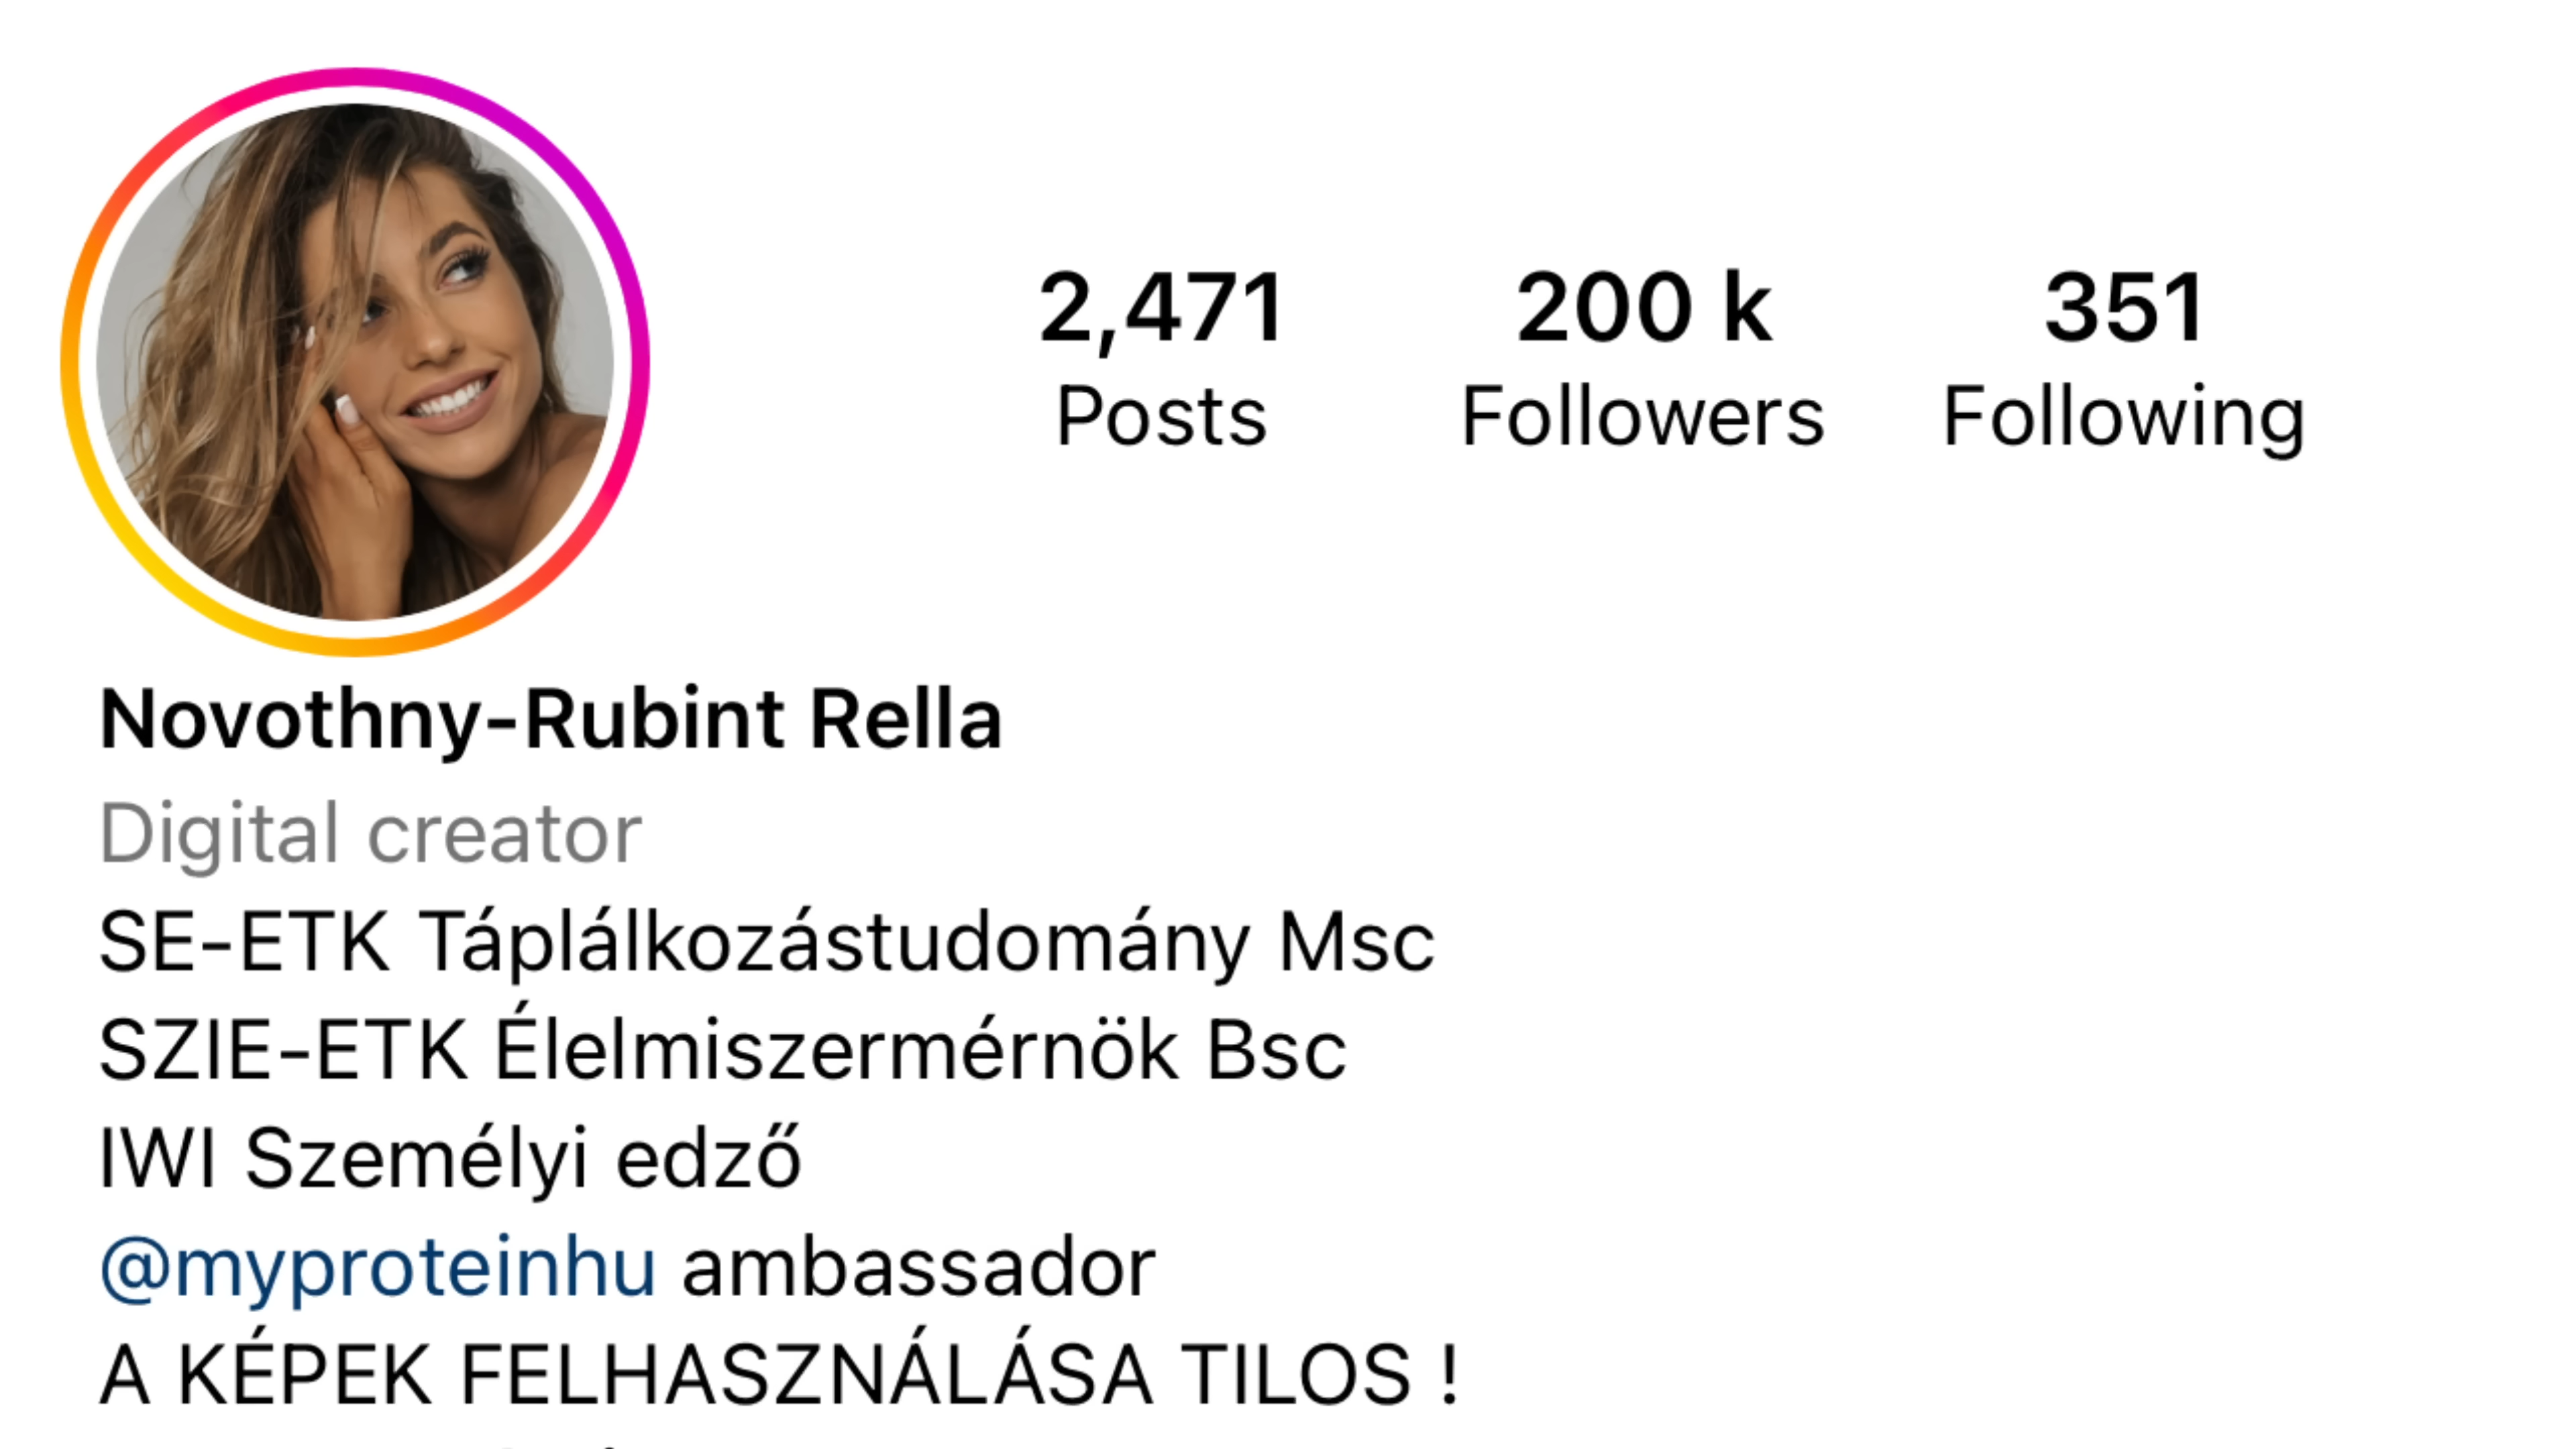 2,471 200 k 351
Posts Followers Following
Novothny-Rubint Rella
Digital creator
SE-ETK Táplálkozástudomány Msc
SZIE-ETK Élelmiszermérnök Bsc
IWI Személyi edző
@myproteinhu ambassador
A KÉPEK FELHASZNÁLÁSA TILOS !